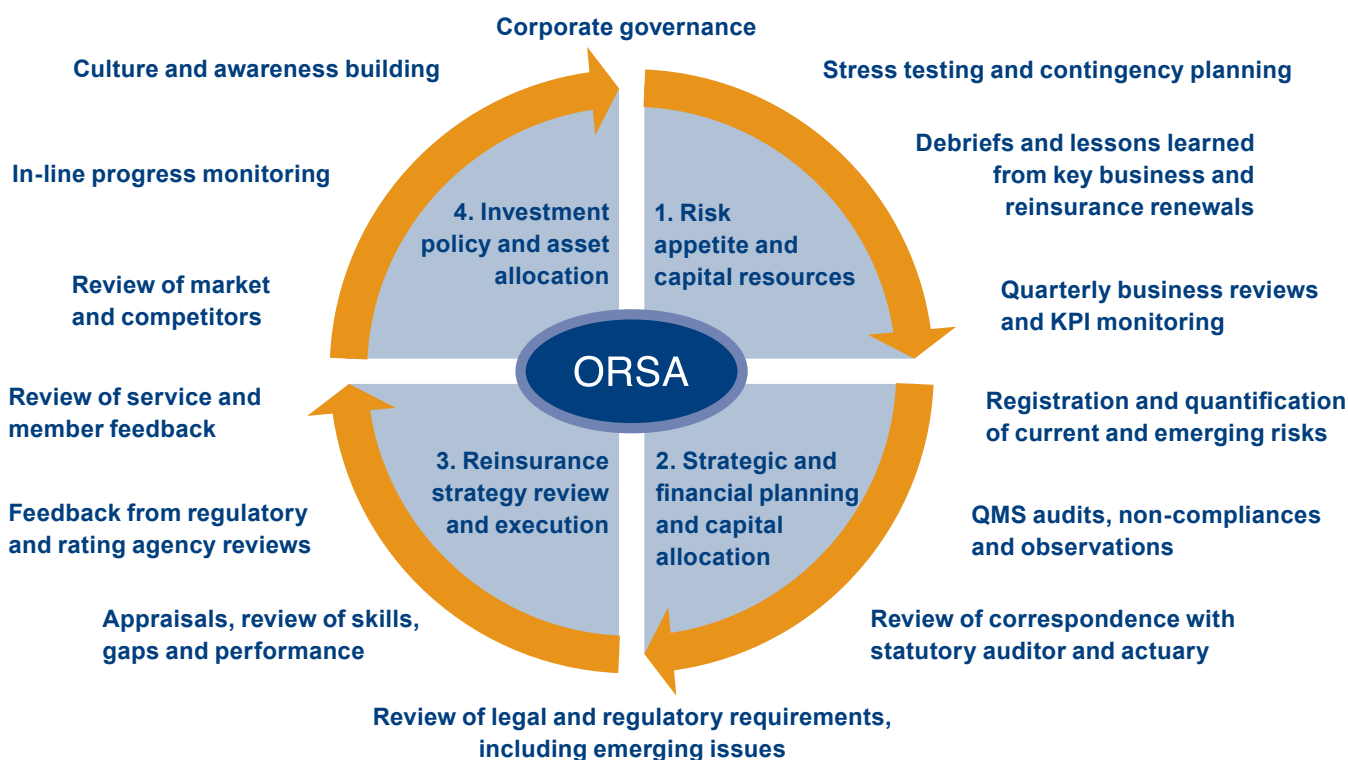 Corporate governance
Culture and awareness building
Stress testing and contingency planning
Debriefs and lessons learned
from key business and
reinsurance renewals
In-line progress monitoring
4. Investment
policy and asset
allocation
1. Risk
appetite and
capital resources
Review of market
and competitors
Quarterly business reviews
and KPI monitoring
ORSA
Review of service and
member feedback
Registration and quantification
of current and emerging risks
3. Reinsurance
strategy review
and execution
2. Strategic and
financial planning
and capital
allocation
Feedback from regulatory
and rating agency reviews
QMS audits, non-compliances
and observations
Appraisals, review of skills,
gaps and performance
Review of correspondence with
statutory auditor and actuary
Review of legal and regulatory requirements,
including emerging issues